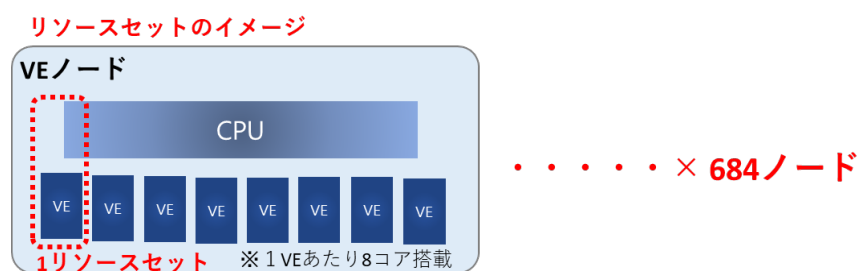 リソースセットのイメージ
VEノード
CPU
・・・・・× 684ノード
VE VE VE VE VE VE VE VE
1リソースセット ※１VEあたり8コア搭載